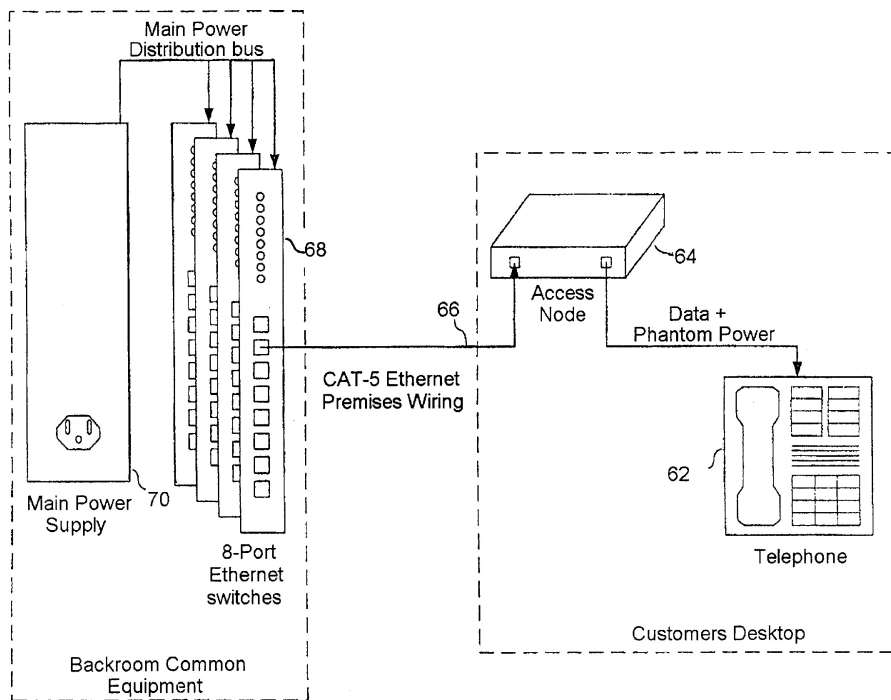 Main Power
Distribution bus
68
64
Access
Node
66
Data +
Phantom Power
CAT-5 Ethernet
Premises Wiring
62
70
Main Power
Supply
8-Port
Ethernet
switches
Telephone
Customers Desktop
Backroom Common
Equipment